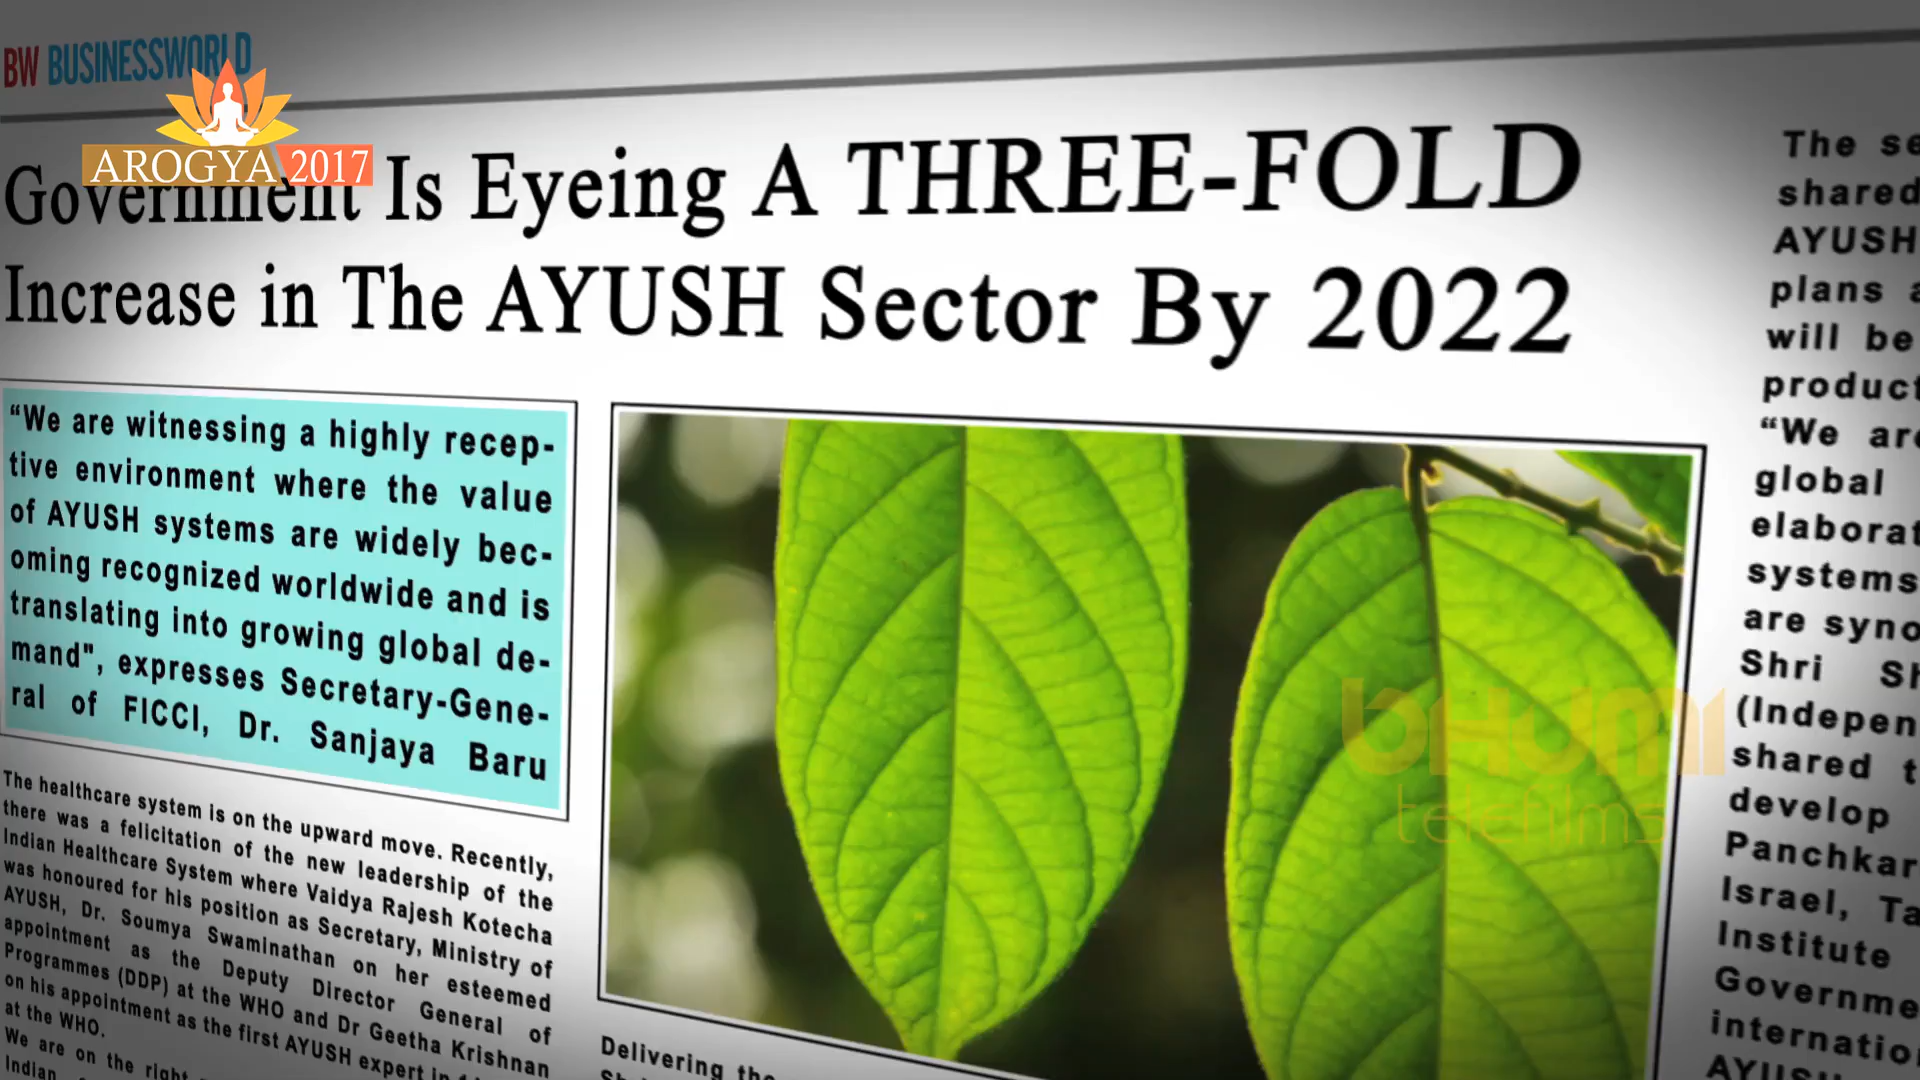 BW BUSINESSWORLD
AROGYA 2017
Government Is Eyeing A THREE-FOLD
Increase in The AYUSH Sector By 2022
“We are witnessing a highly recep-
tive environment where the value
of AYUSH systems are widely bec-
oming recognized worldwide and is
translating into growing global de-
mand", expresses Secretary-Gene-
ral of FICCI, Dr. Sanjaya Baru
The healthcare system is on the upward move. Recently,
there was a felicitation of the new leadership of the
Indian Healthcare System where Vaidya Rajesh Kotecha
was honoured for his position as Secretary, Ministry of
AYUSH, Dr. Soumya Swaminathan on her esteemed
appointment as the Deputy Director General of
Programmes (DDP) at the WHO and Dr Geetha Krishnan
on his appointment as the first AYUSH expert in
at the WHO.
We are on the right
Indian
Delivering the
bHUMI
telefilms
The
shared
AYUSH
plans
will be
product
“We
global
systems
are
Shri
(Indepen
shared
develop
Panchkar
Israel,
Institute
Governme
internatio
AYUSH